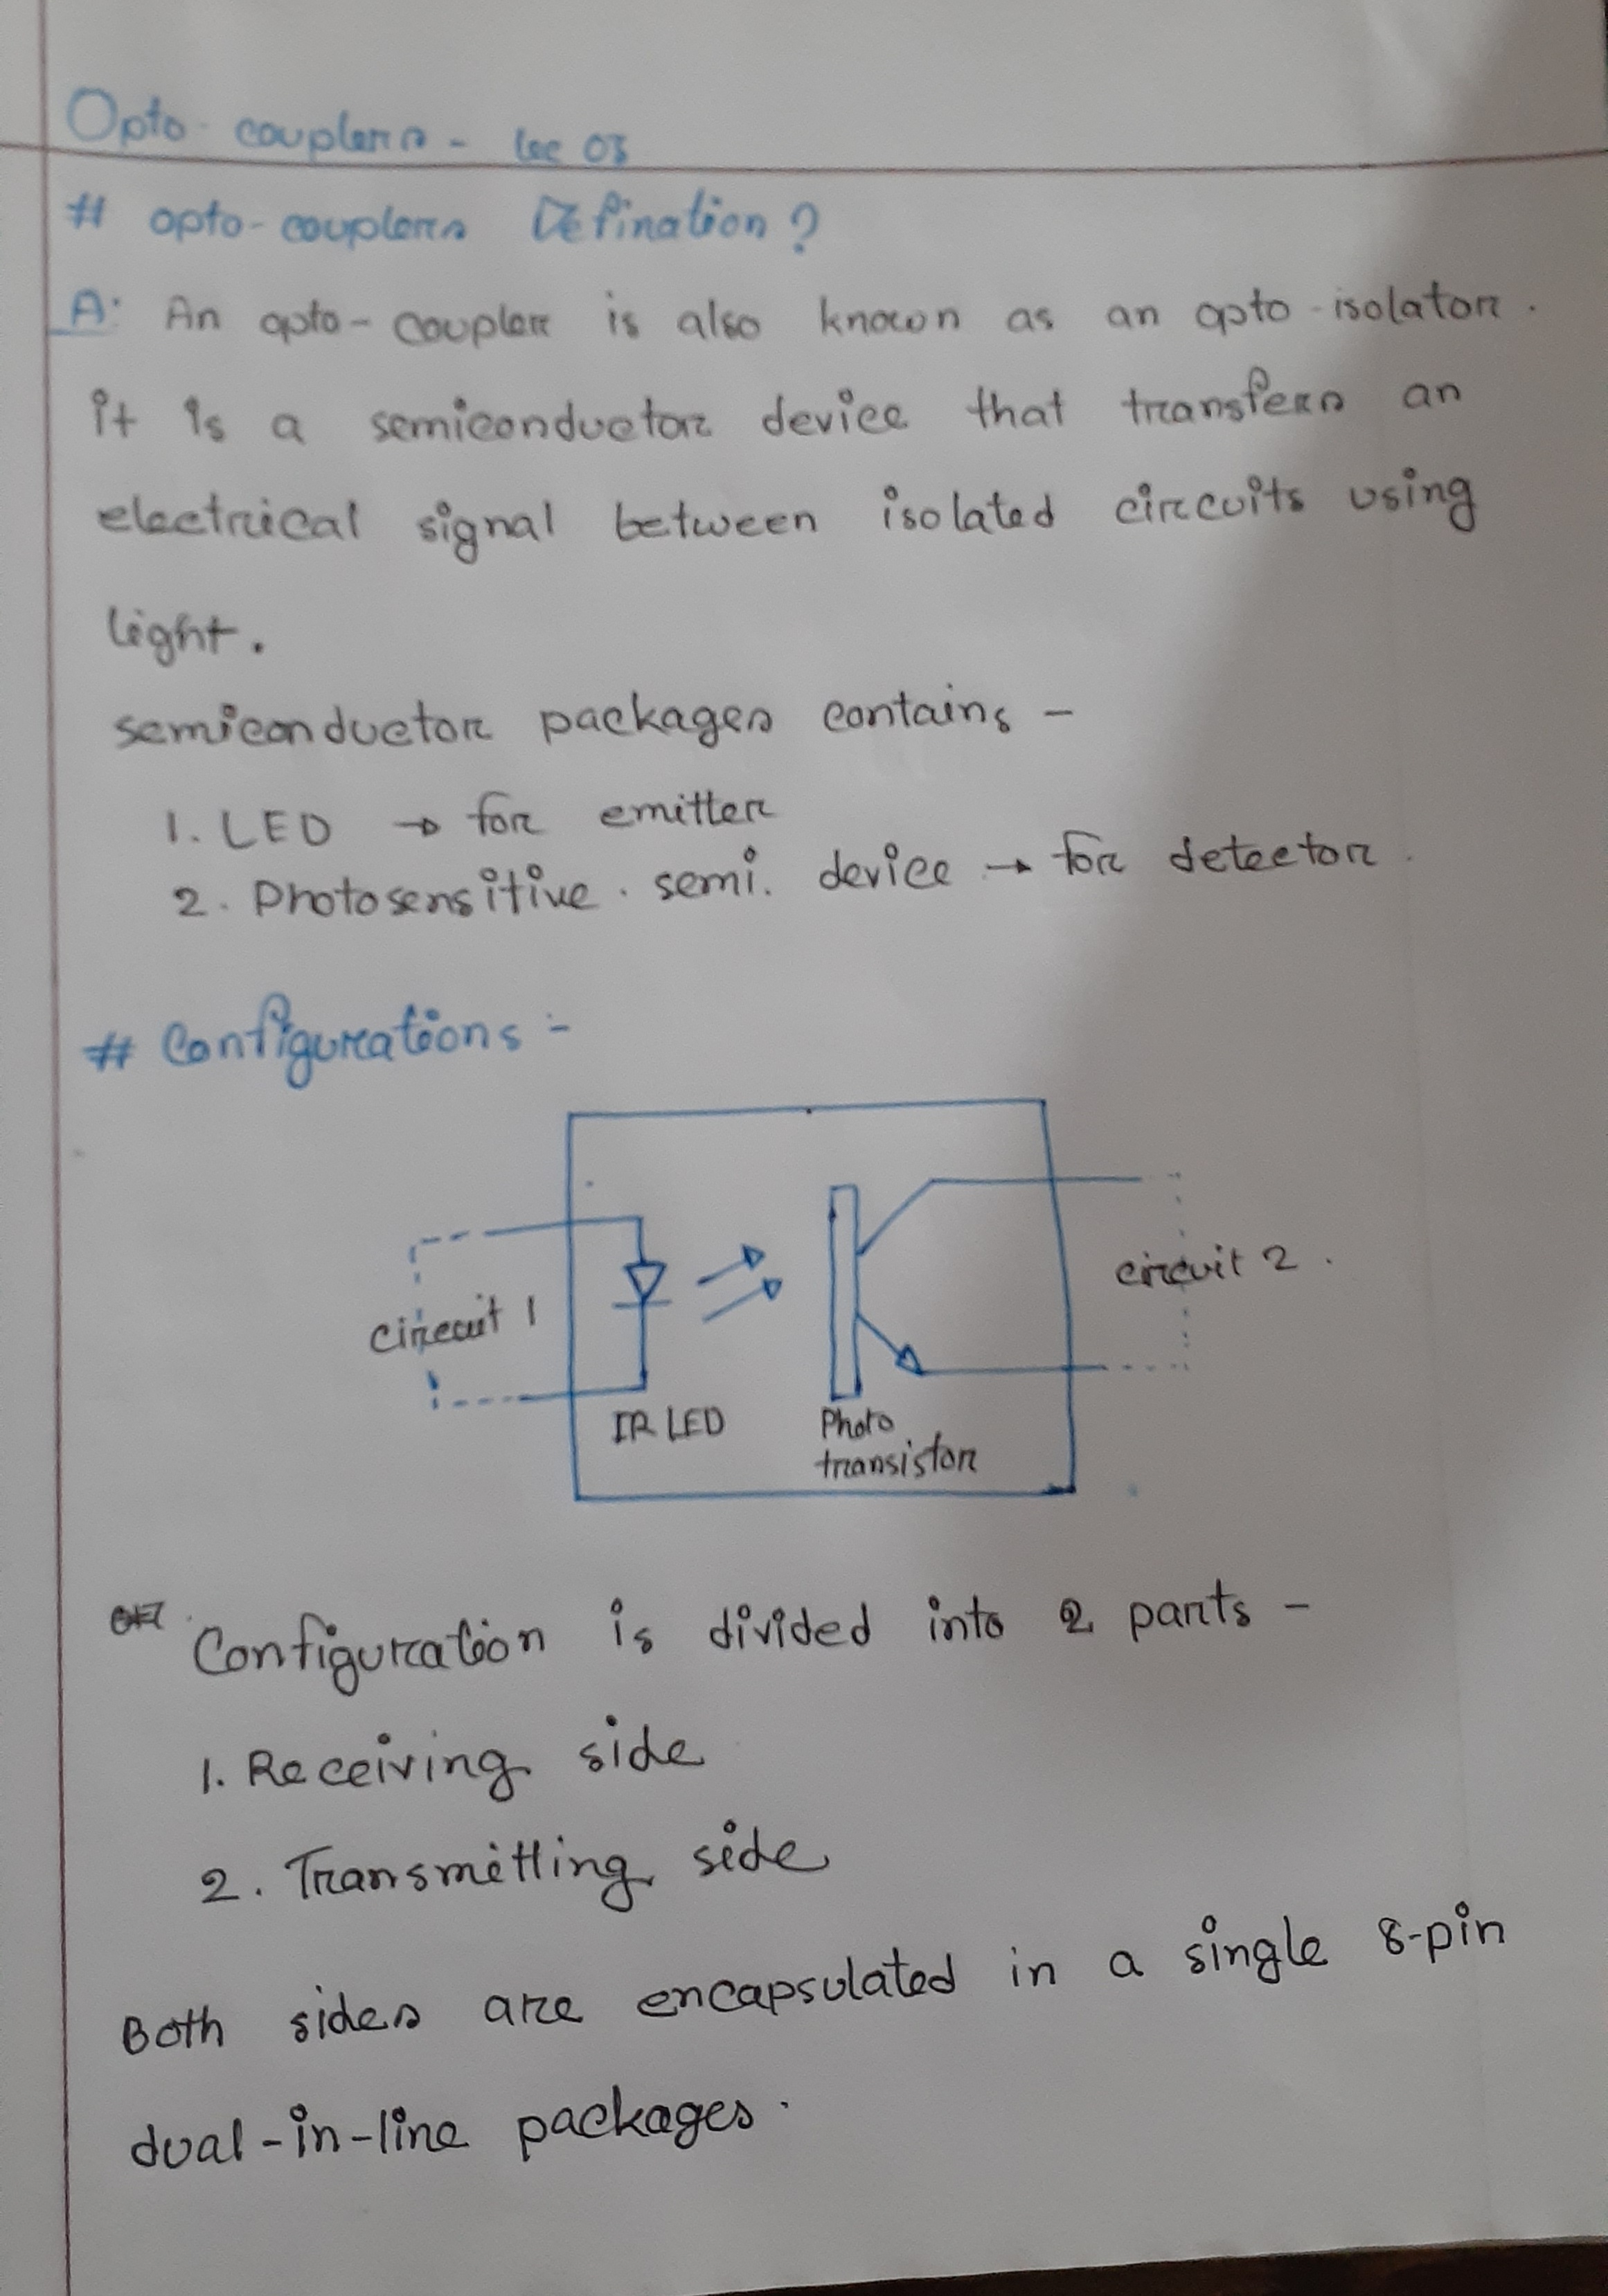 Opto-couplers - Lec 03
# opto-couplers Defination?
A: An opto-coupler is also known as an opto-isolator.
it is a semiconductor device that transfers an
electrical signal between isolated circuits using
light.
semiconductor packages contains -
1. LED → for emitter
2. Photosensitive. semi. device → for detector.
# Configurations :-
circuit 2.
circuit 1
IR LED
Photo
transistor
Configuration is divided into 2 parts -
1. Receiving side
2. Transmitting side
Both sides are encapsulated in a single 8-pin
dual-in-line packages.